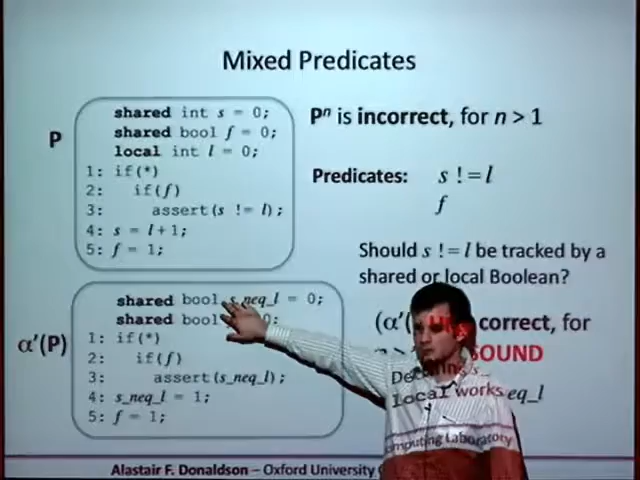 Mixed Predicates
P
shared int s = 0;
shared bool f = 0;
local int l = 0;
1: if(*)
2: if(f)
3: assert(s != l);
4: s = l+1;
5: f = 1;
Pⁿ is incorrect, for n > 1
Predicates: s != l
f
Should s != l be tracked by a
shared or local Boolean?
α'(P)
shared bool s_neq_l = 0;
shared bool 0;
1: if(*)
2: if(f)
3: assert(s_neq_l);
4: s_neq_l = 1;
5: f = 1;
(α'( correct, for
SOUND
local works eq_l
Computing Laboratory
Alastair F. Donaldson – Oxford University